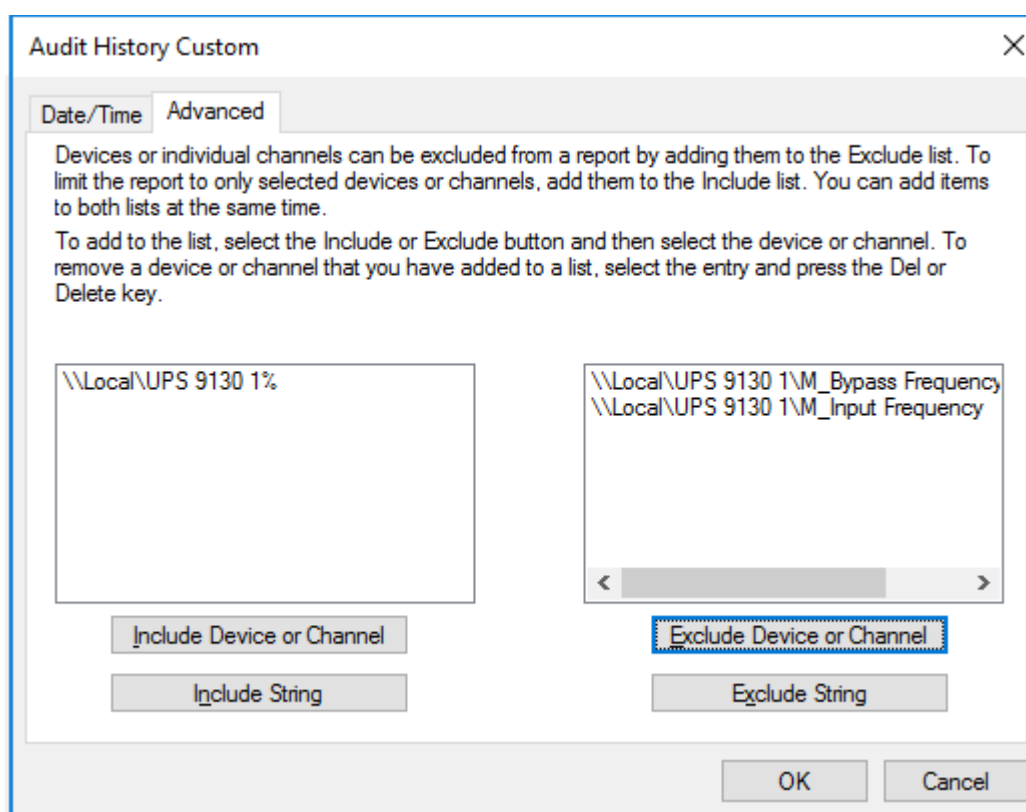 Audit History Custom
Date/Time Advanced
Devices or individual channels can be excluded from a report by adding them to the Exclude list. To
limit the report to only selected devices or channels, add them to the Include list. You can add items
to both lists at the same time.
To add to the list, select the Include or Exclude button and then select the device or channel. To
remove a device or channel that you have added to a list, select the entry and press the Del or
Delete key.
\\Local\UPS 9130 1%
\\Local\UPS 9130 1\M_Bypass Frequency
\\Local\UPS 9130 1\M_Input Frequency
Include Device or Channel
Exclude Device or Channel
Include String
Exclude String
OK
Cancel